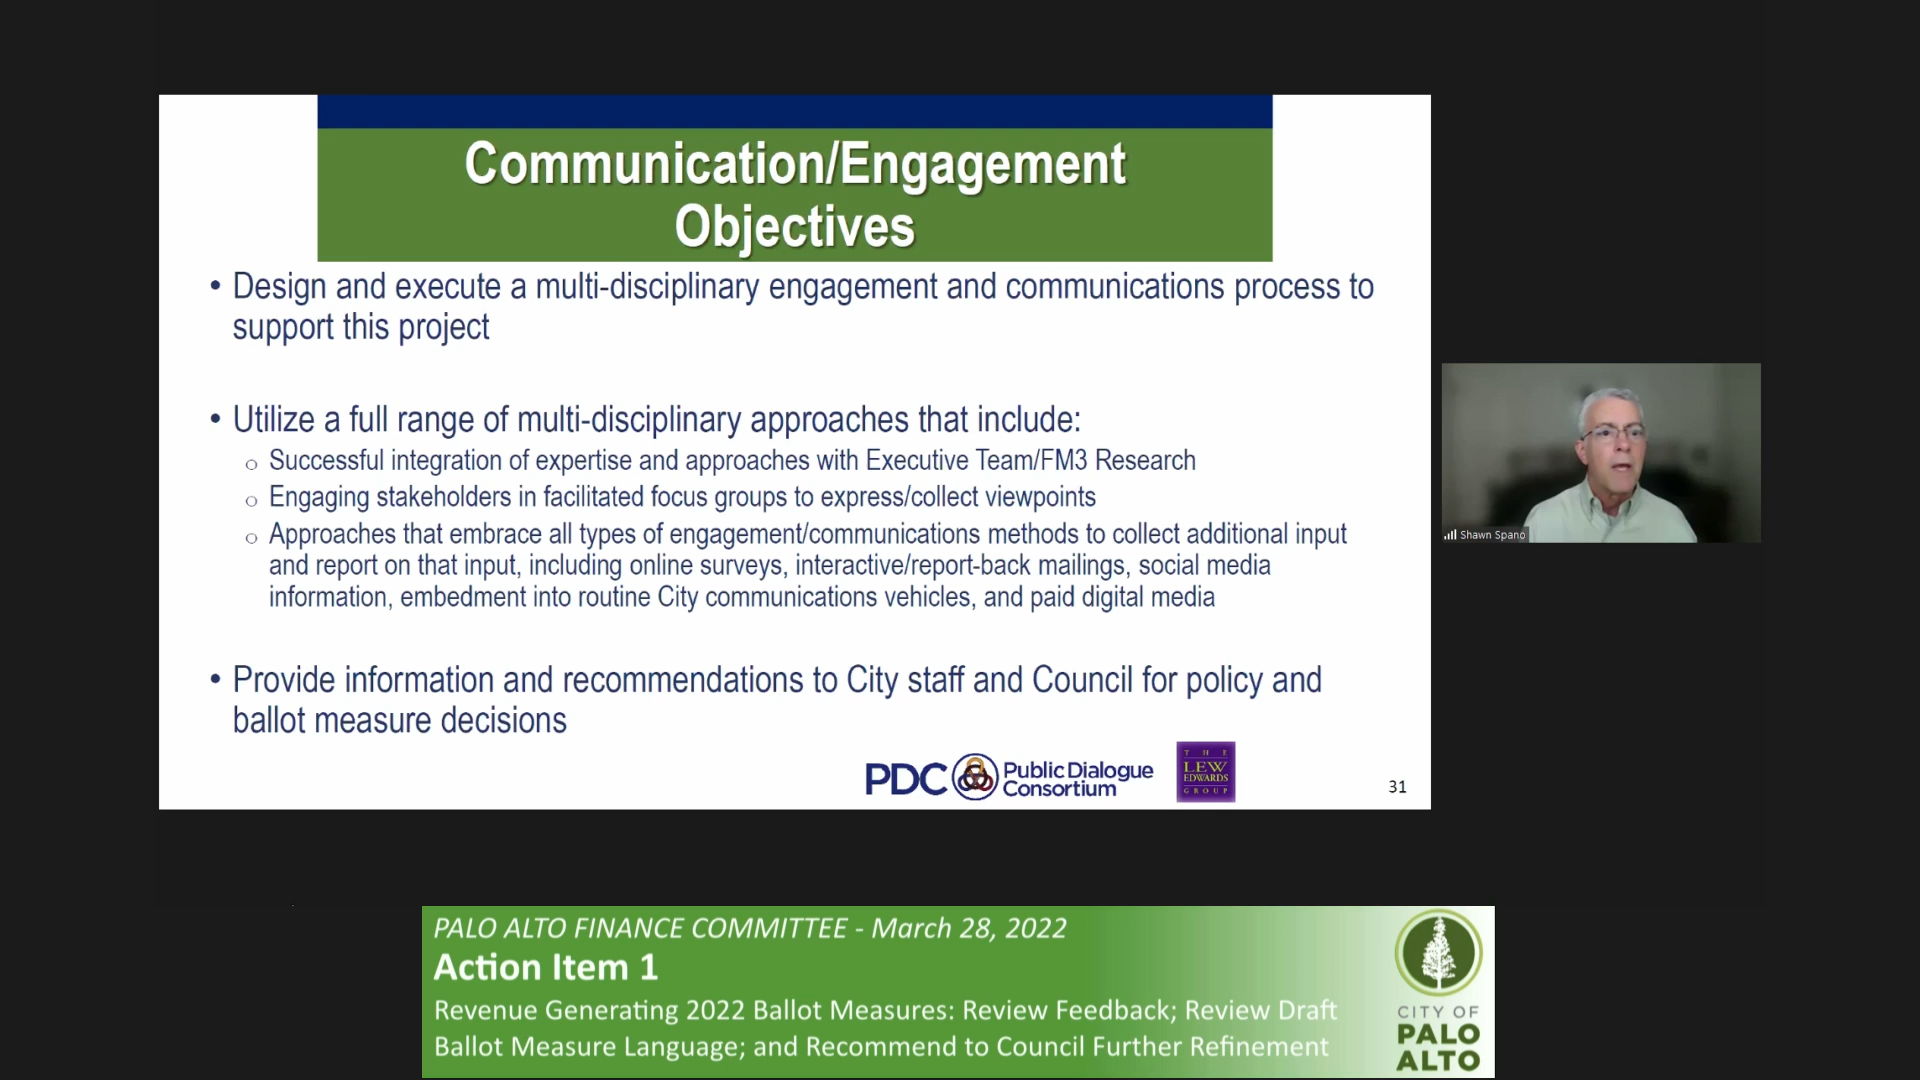 Communication/Engagement
Objectives
• Design and execute a multi-disciplinary engagement and communications process to
support this project
• Utilize a full range of multi-disciplinary approaches that include:
o Successful integration of expertise and approaches with Executive Team/FM3 Research
o Engaging stakeholders in facilitated focus groups to express/collect viewpoints
o Approaches that embrace all types of engagement/communications methods to collect additional input
and report on that input, including online surveys, interactive/report-back mailings, social media
information, embedment into routine City communications vehicles, and paid digital media
• Provide information and recommendations to City staff and Council for policy and
ballot measure decisions
PDC Public Dialogue
Consortium
THE
LEW
EDWARDS
GROUP
31
Shawn Spano
PALO ALTO FINANCE COMMITTEE - March 28, 2022
Action Item 1
Revenue Generating 2022 Ballot Measures: Review Feedback; Review Draft
Ballot Measure Language; and Recommend to Council Further Refinement
CITY OF
PALO
ALTO